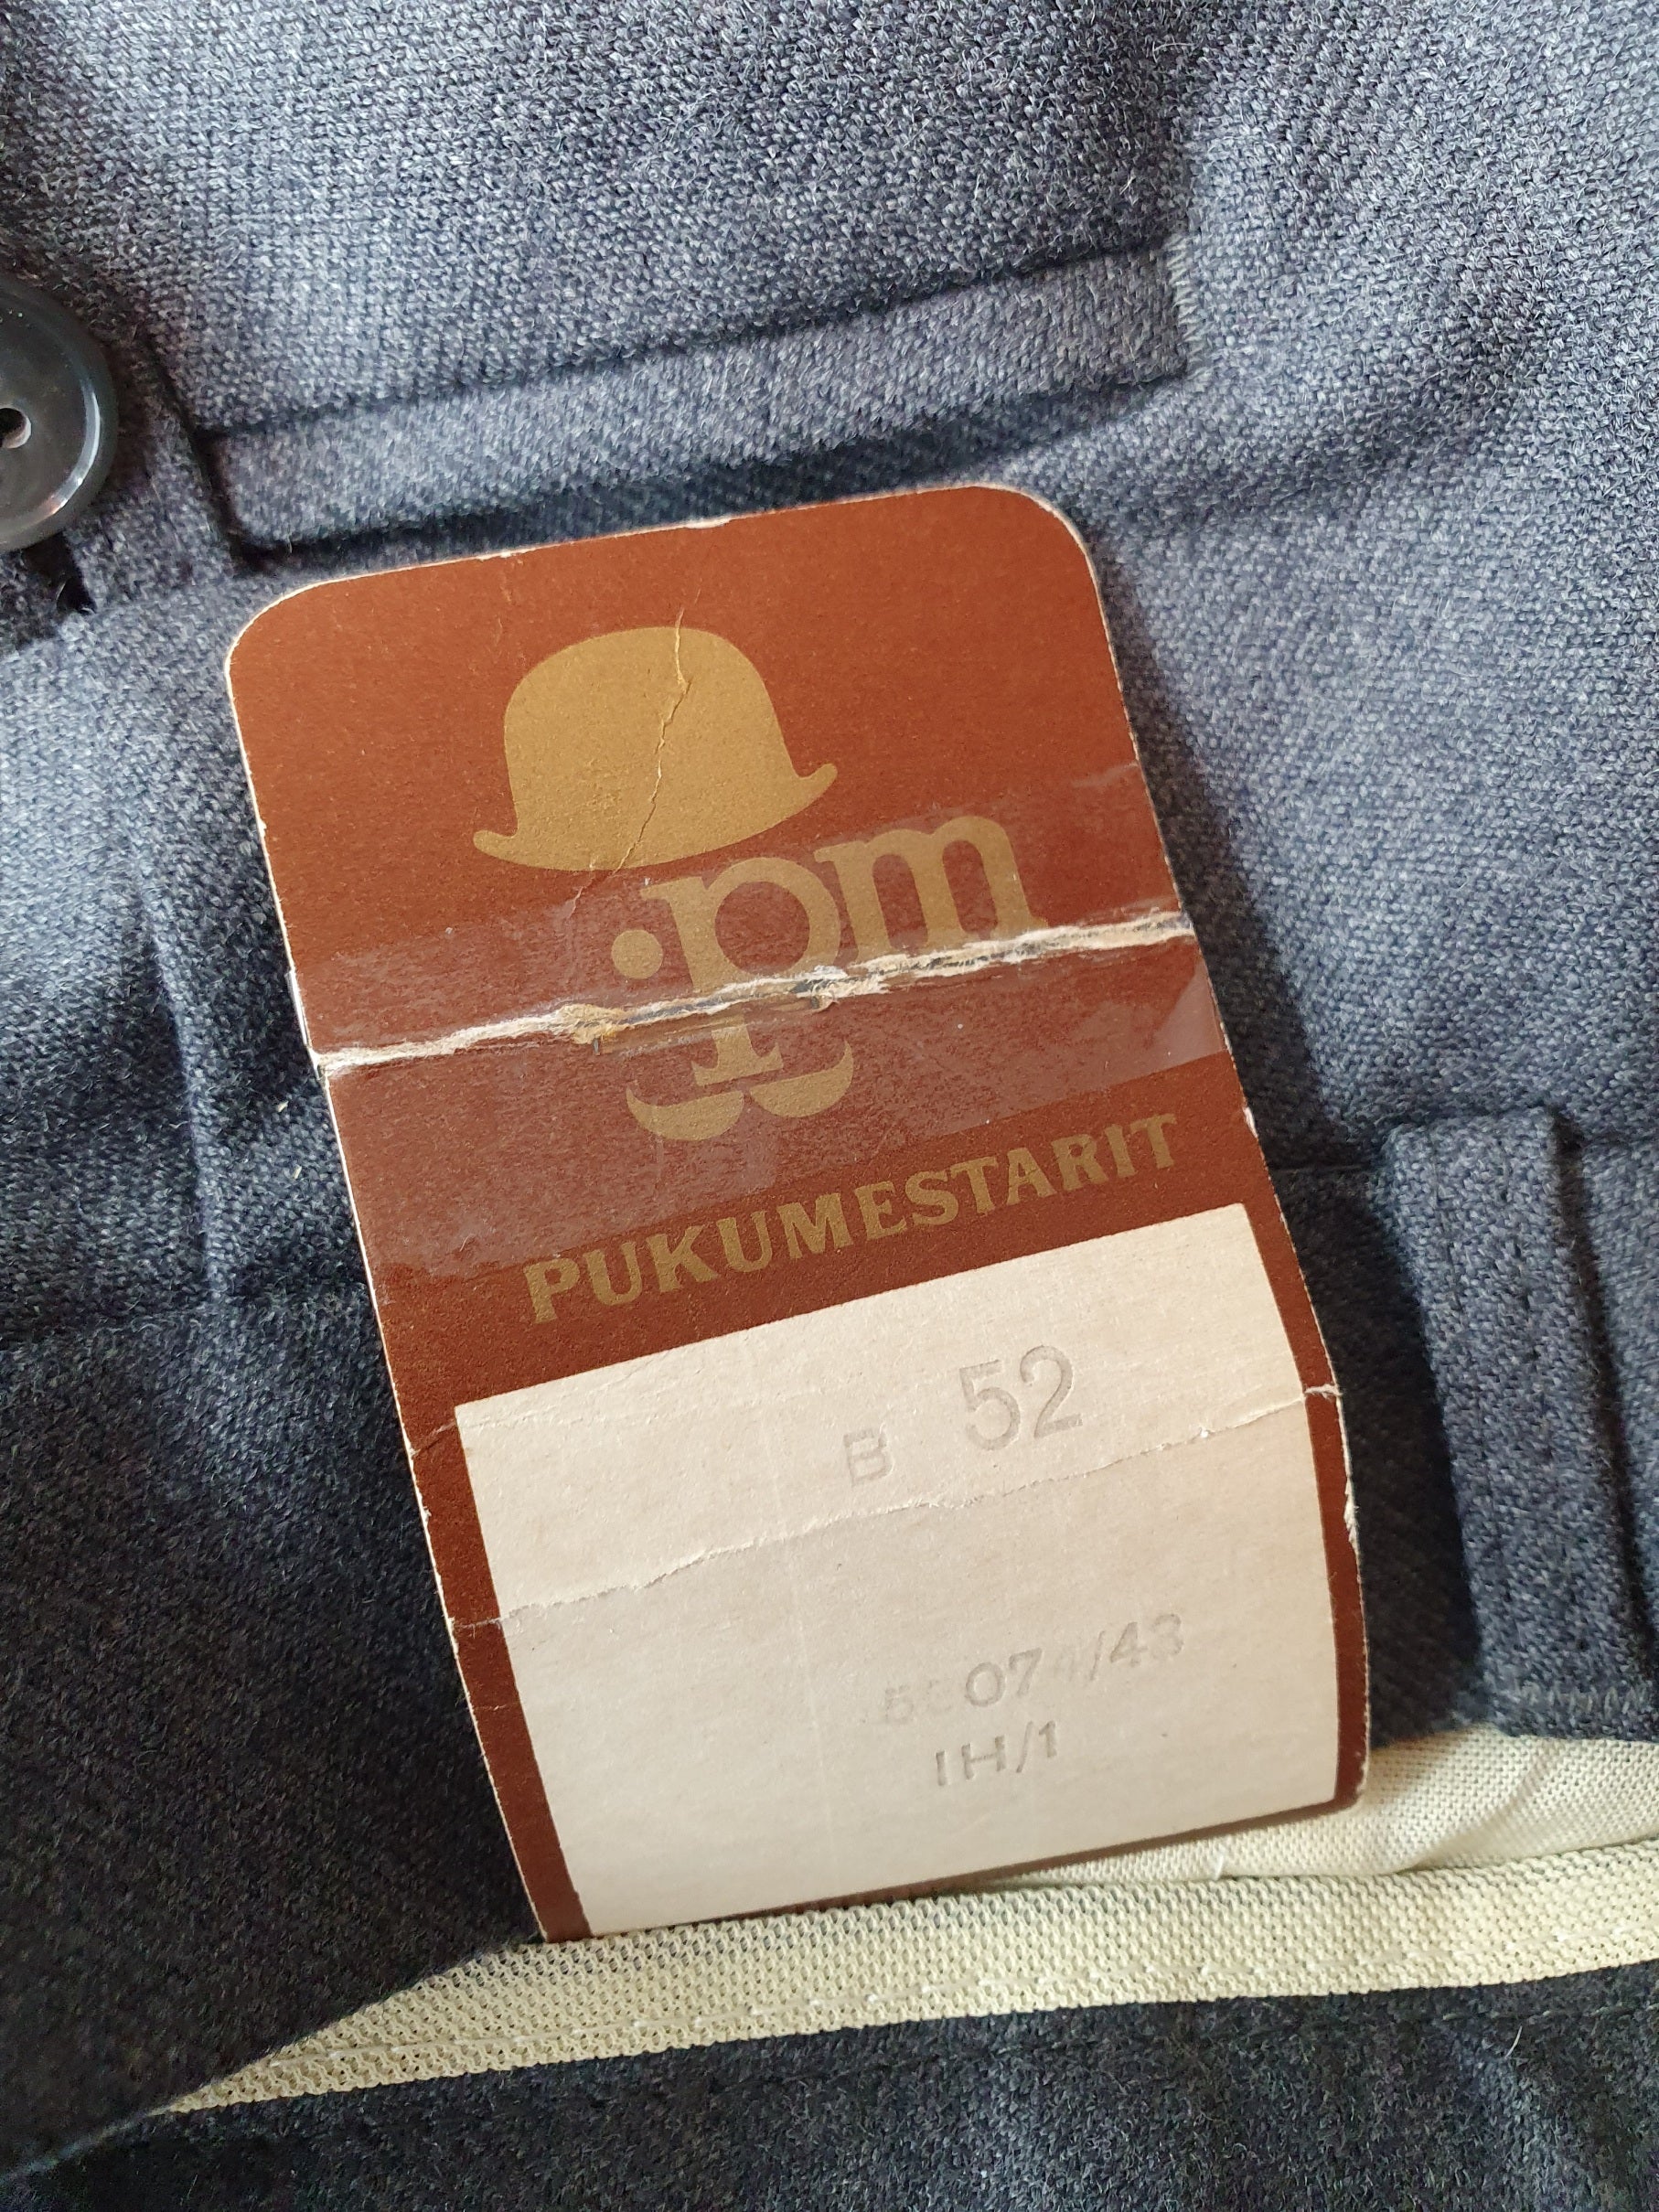 pm
PUKUMESTARIT
B 52
IH/1